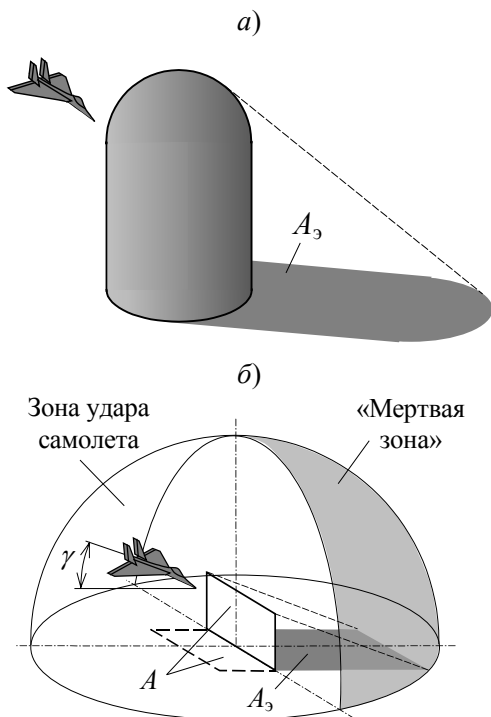 а)
Aэ
б)
Зона удара
самолета
«Мертвая
зона»
γ
A
Aэ